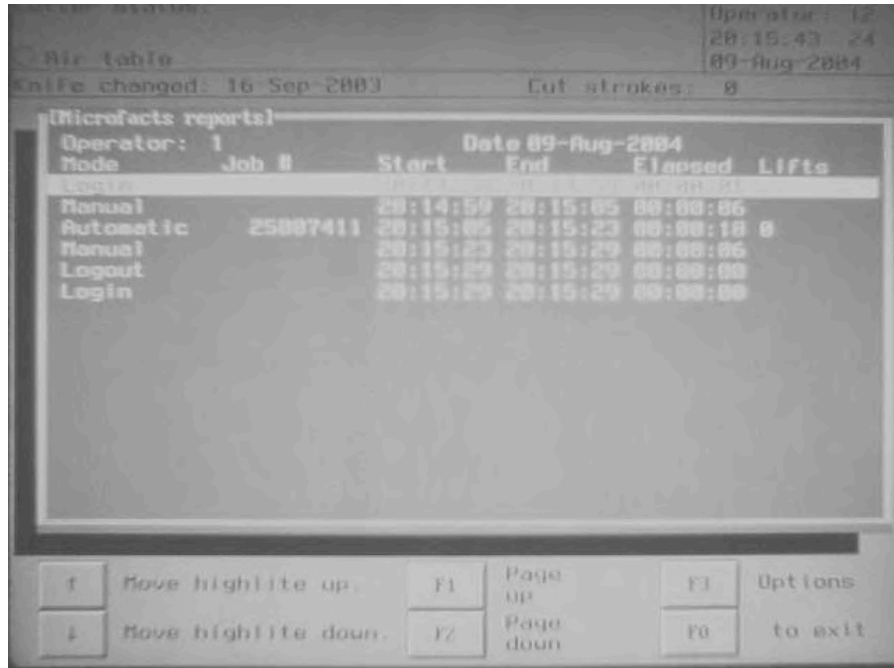 Operator: 12
20:15:43 24
Air table 09-Aug-2004
Knife changed: 16-Sep-2003 Cut strokes: 0
[Microfacts reports]
Operator: 1 Date 09-Aug-2004
Mode Job # Start End Elapsed Lifts
Login
Manual 20:14:59 20:15:05 00:00:06
Automatic 25007411 20:15:05 20:15:23 00:00:18 0
Manual 20:15:23 20:15:29 00:00:06
Logout 20:15:29 20:15:29 00:00:00
Login 20:15:29 20:15:29 00:00:00
↑ Move highlite up. F1 Page up F3 Options
↓ Move highlite down. F2 Page down F0 to exit